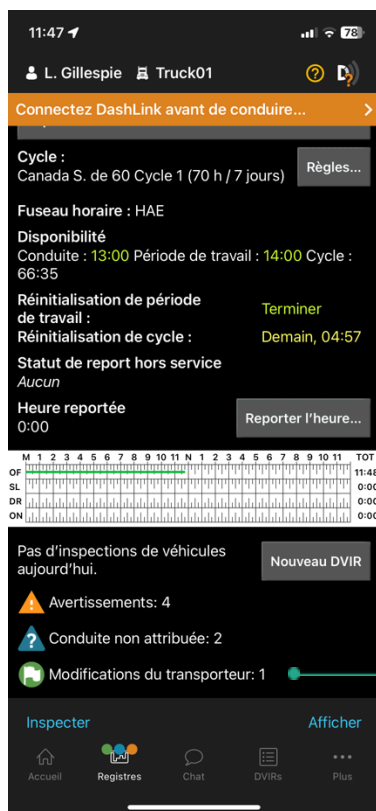 11:47
78
L. Gillespie Truck01
Connectez DashLink avant de conduire...
Cycle :
Canada S. de 60 Cycle 1 (70 h / 7 jours)
Règles...
Fuseau horaire : HAE
Disponibilité
Conduite : 13:00 Période de travail : 14:00 Cycle :
66:35
Réinitialisation de période
de travail :
Terminer
Réinitialisation de cycle :
Demain, 04:57
Statut de report hors service
Aucun
Heure reportée
0:00
Reporter l'heure...
M 1 2 3 4 5 6 7 8 9 10 11 N 1 2 3 4 5 6 7 8 9 10 11 TOT
OF 11:48
SL 0:00
DR 0:00
ON 0:00
Pas d'inspections de véhicules
aujourd'hui.
Nouveau DVIR
Avertissements: 4
Conduite non attribuée: 2
Modifications du transporteur: 1
Inspecter
Afficher
Accueil
Registres
Chat
DVIRs
Plus